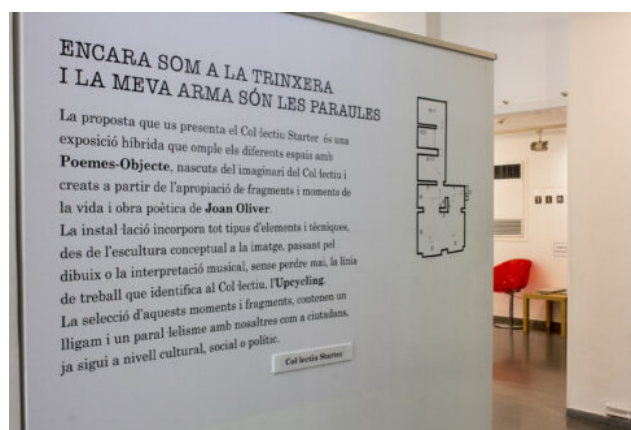 ENCARA SOM A LA TRINXERA
I LA MEVA ARMA SÓN LES PARAULES
La proposta que us presenta el Col·lectiu Starter és una
exposició híbrida que omple els diferents espais amb
Poemes-Objecte, nascuts del imaginari del Col·lectiu i
creats a partir de l'apropiació de fragments i moments de
la vida i obra poètica de Joan Oliver.
La instal·lació incorpora tot tipus d'elements i tècniques,
des de l'escultura conceptual a la imatge, passant pel
dibuix o la interpretació musical, sense perdre mai, la línia
de treball que identifica al Col·lectiu, l'Upcycling.
La selecció d'aquests moments i fragments, contenen un
lligam i un paral·lelisme amb nosaltres com a ciutadans,
ja sigui a nivell cultural, social o polític.
Col·lectiu Starter